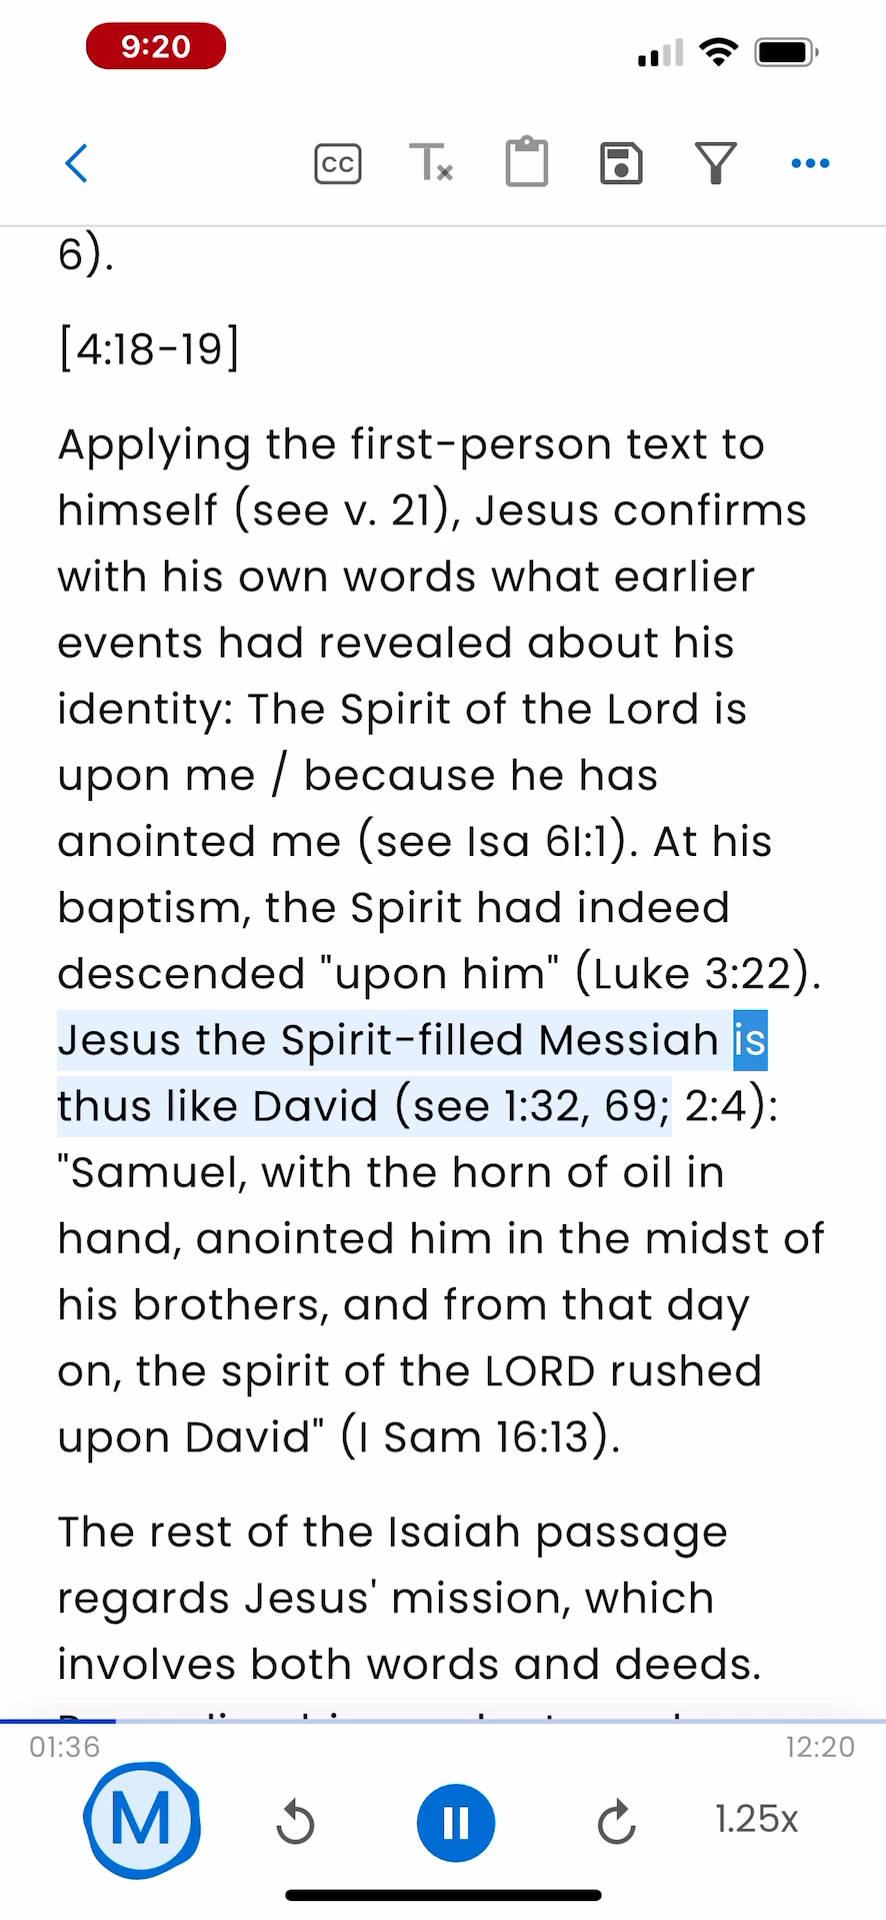 9:20
CC
6).
[4:18-19]
Applying the first-person text to
himself (see v. 21), Jesus confirms
with his own words what earlier
events had revealed about his
identity: The Spirit of the Lord is
upon me / because he has
anointed me (see Isa 6I:1). At his
baptism, the Spirit had indeed
descended "upon him" (Luke 3:22).
Jesus the Spirit-filled Messiah is
thus like David (see 1:32, 69; 2:4):
"Samuel, with the horn of oil in
hand, anointed him in the midst of
his brothers, and from that day
on, the spirit of the LORD rushed
upon David" (I Sam 16:13).
The rest of the Isaiah passage
regards Jesus' mission, which
involves both words and deeds.
01:36
12:20
M
1.25x